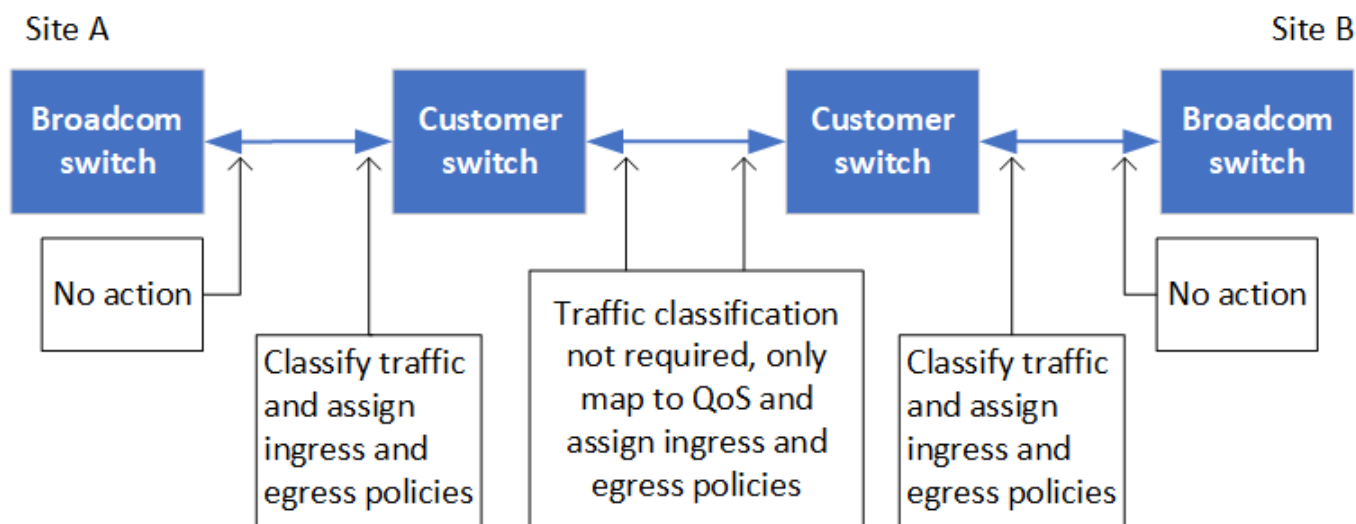 Site A
Site B
Broadcom
switch
Customer
switch
Customer
switch
Broadcom
switch
No action
Classify traffic
and assign
ingress and
egress policies
Traffic classification
not required, only
map to QoS and
assign ingress and
egress policies
Classify traffic
and assign
ingress and
egress policies
No action